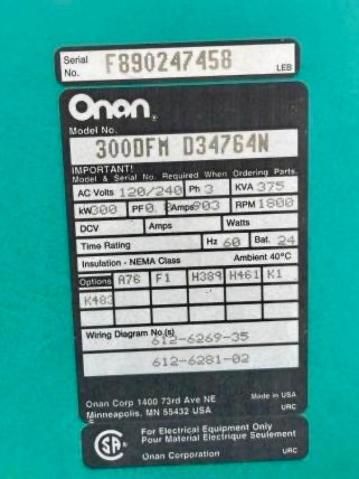 Serial No. F890247458 LEB
Onan
Model No.
300DFM D34764N
IMPORTANT!
Model & Serial No. Required When Ordering Parts
AC Volts 120/240 Ph 3 KVA 375
kW 300 PF 0.8 Amps 903 RPM 1800
DCV Amps Watts
Time Rating Hz 60 Bat. 24
Insulation - NEMA Class Ambient 40°C
Options A76 F1 H389 H461 K1
K483
Wiring Diagram No.(s)
612-6269-35
612-6281-02
Onan Corp 1400 73rd Ave NE Made in USA
Minneapolis, MN 55432 USA URC
For Electrical Equipment Only
Pour Material Electrique Seulement
Onan Corporation URC